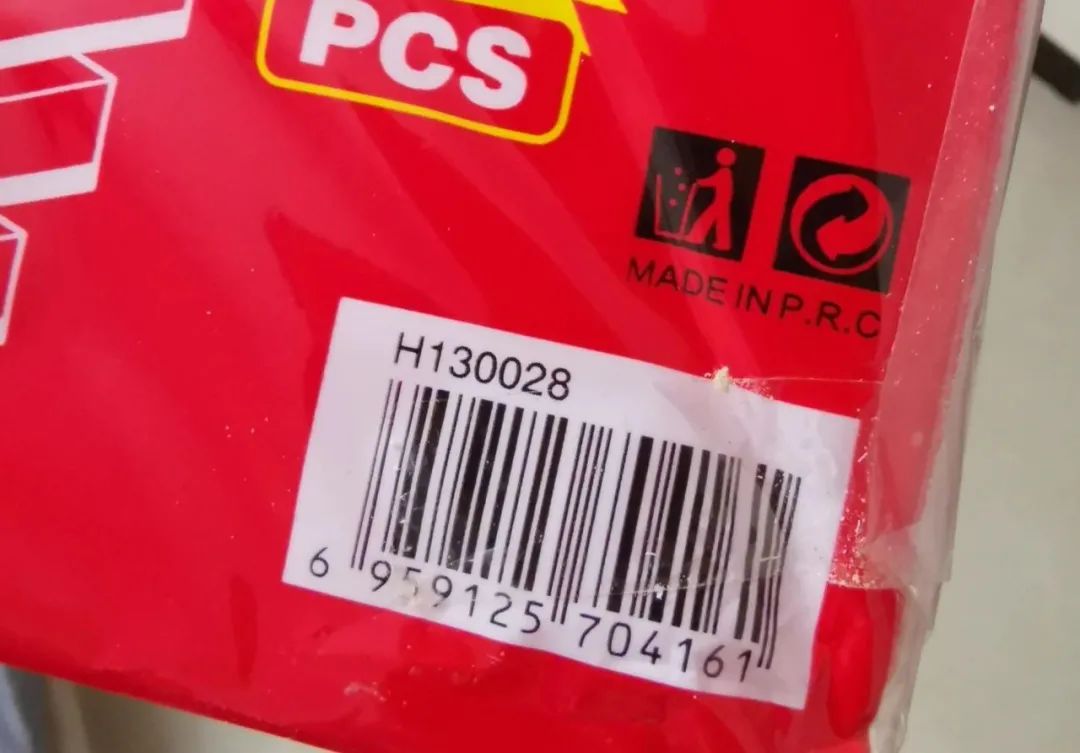 PCS
MADE IN P.R.C
H130028
6 959125 704161